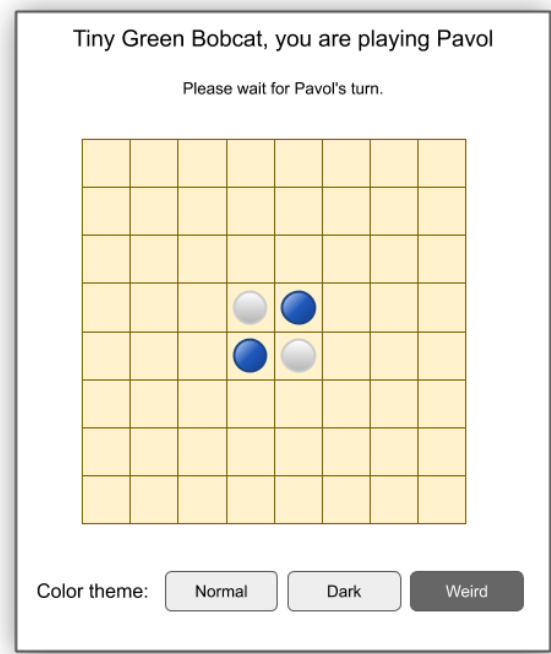 Tiny Green Bobcat, you are playing Pavol
Please wait for Pavol's turn.
Color theme: Normal Dark Weird